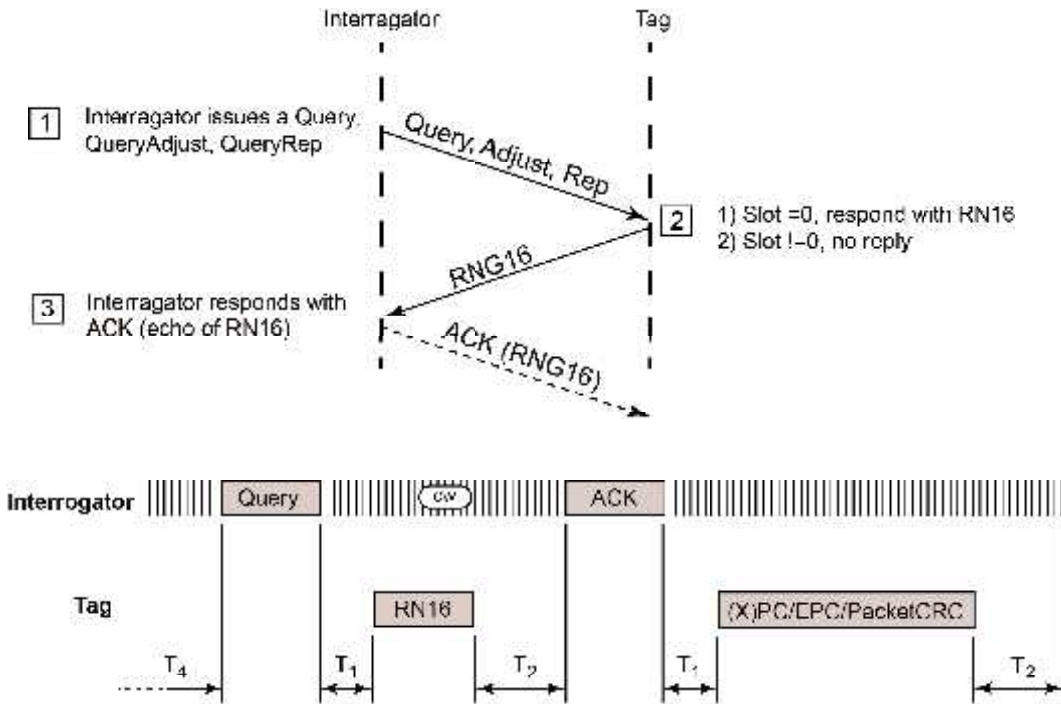 Interragator
Tag
1
Interragator issues a Query,
QueryAdjust, QueryRep
Query, Adjust, Rep
2
1) Slot =0, respond with RN16
2) Slot !=0, no reply
RNG16
3
Interragator responds with
ACK (echo of RN16)
ACK (RNG16)
Interrogator
Query
CW
ACK
Tag
RN16
(X)PC/EPC/PacketCRC
T4
T1
T2
T1
T2